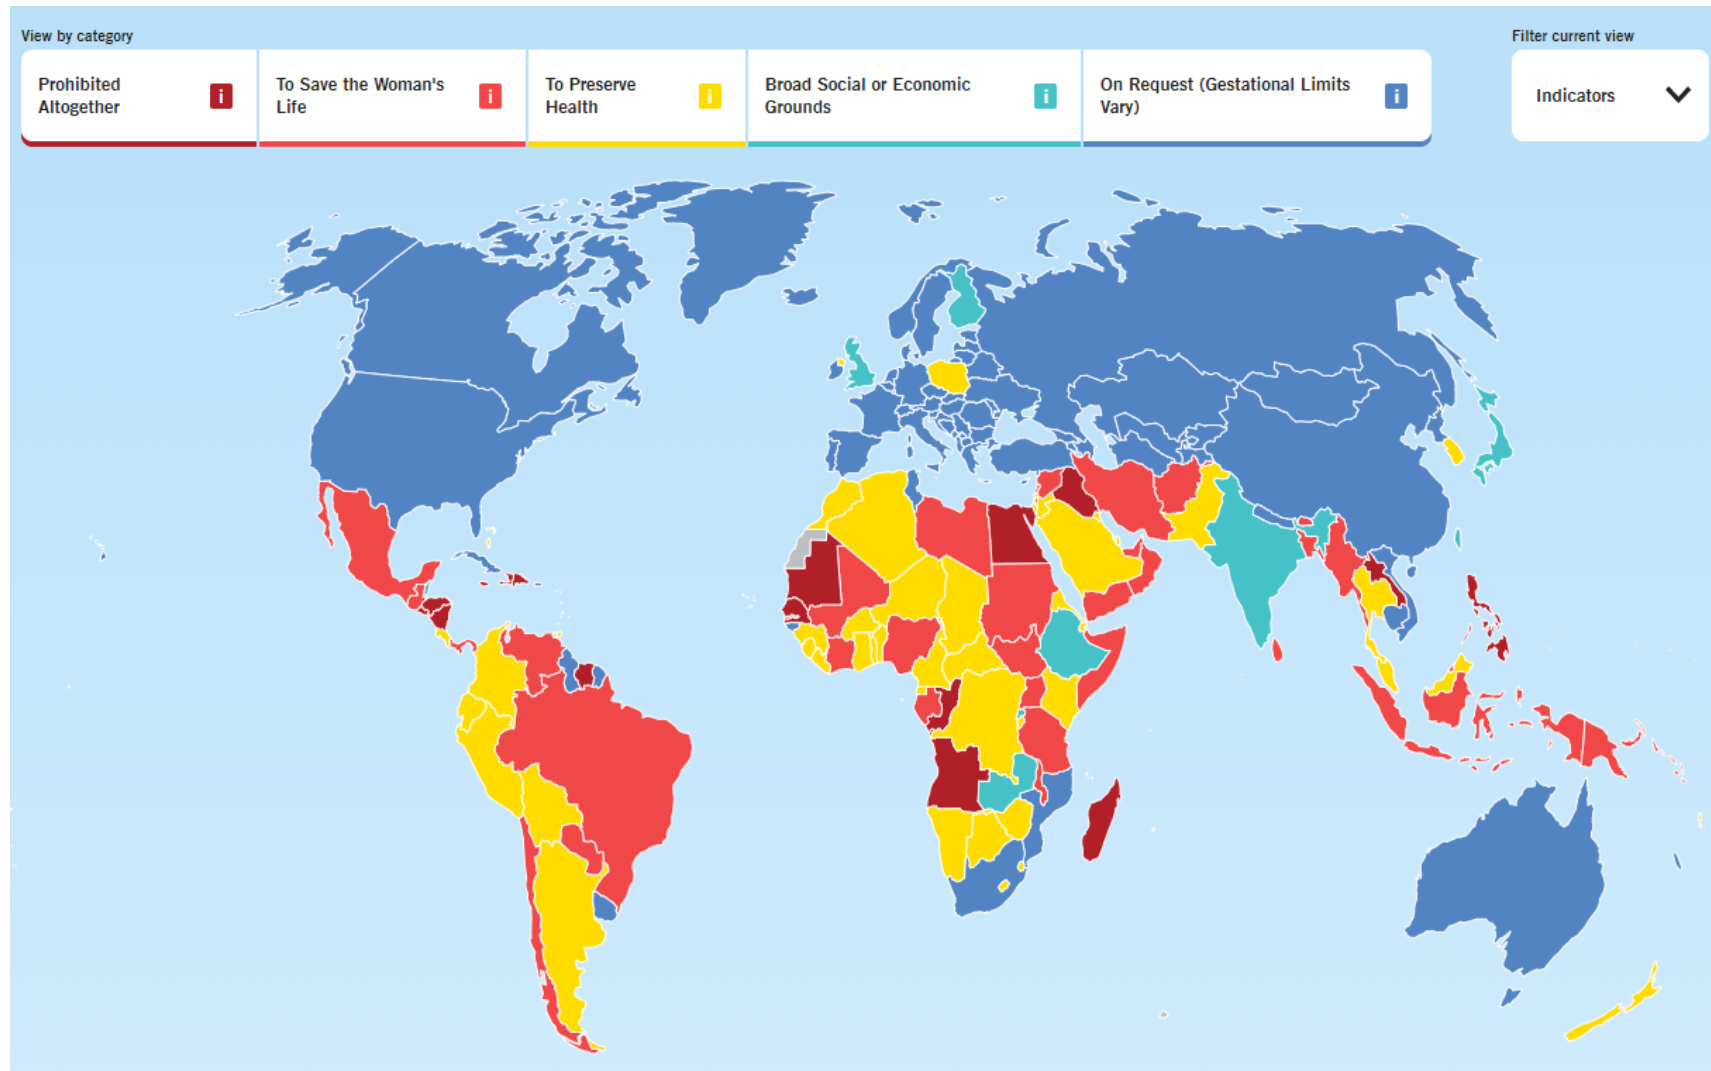 View by category
Filter current view
Prohibited
Altogether
i
To Save the Woman's
Life
i
To Preserve
Health
i
Broad Social or Economic
Grounds
i
On Request (Gestational Limits
Vary)
i
Indicators